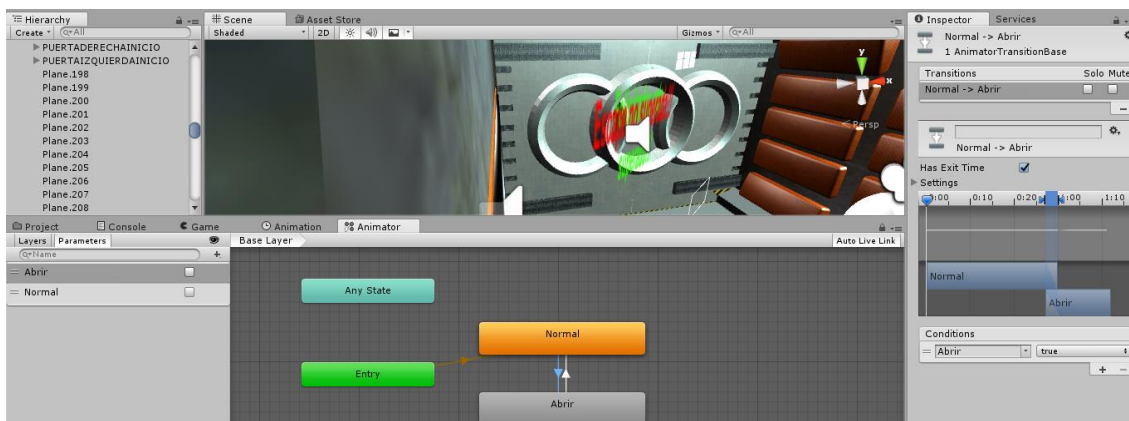 Hierarchy
Create
All
PUERTADERECHAINICIO
PUERTAIZQUIERDAINICIO
Plane.198
Plane.199
Plane.200
Plane.201
Plane.202
Plane.203
Plane.204
Plane.205
Plane.206
Plane.207
Plane.208
Scene
Asset Store
Shaded
2D
Gizmos
All
y
x
< Persp
Inspector
Services
Normal -> Abrir
1 AnimatorTransitionBase
Transitions Solo Mute
Normal -> Abrir
Normal -> Abrir
Has Exit Time
Settings
0:00 0:10 0:20 1:00 1:10
Normal
Abrir
Conditions
Abrir true
Project
Console
Game
Layers
Parameters
Name
Abrir
Normal
Animation
Animator
Base Layer
Auto Live Link
Any State
Normal
Entry
Abrir